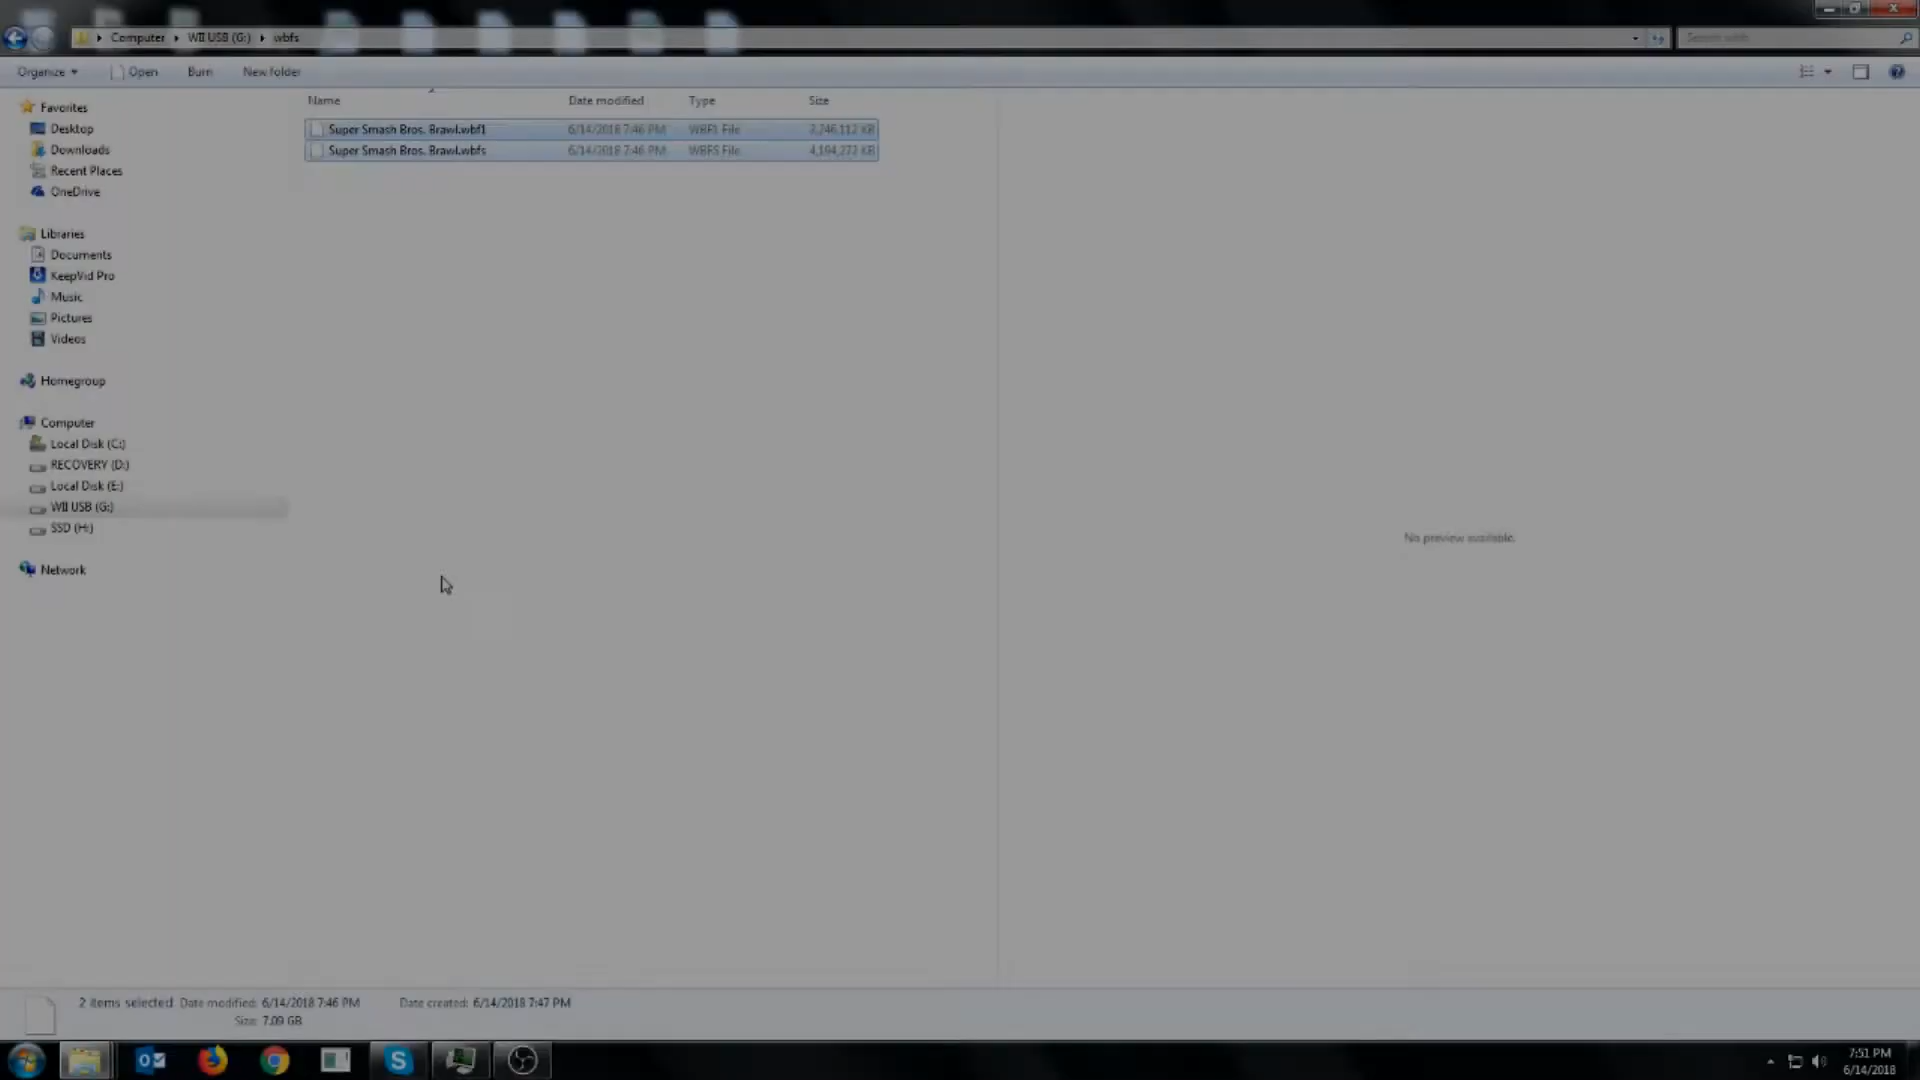 Computer WII USB (G:) wbfs
Organize Open Burn New folder
Name Date modified Type Size
Super Smash Bros. Brawl.wbf1 6/14/2018 7:46 PM WBF1 File
Super Smash Bros. Brawl.wbfs 6/14/2018 7:46 PM WBFS File 4,194,272 KB
Favorites
Desktop
Downloads
Recent Places
OneDrive
Libraries
Documents
KeepVid Pro
Music
Pictures
Videos
Homegroup
Computer
Local Disk (C:)
RECOVERY (D:)
Local Disk (E:)
WII USB (G:)
SSD (H:)
Network
No preview available.
2 items selected Date modified: 6/14/2018 7:46 PM Date created: 6/14/2018 7:47 PM
Size: 7.09 GB
7:51 PM
6/14/2018